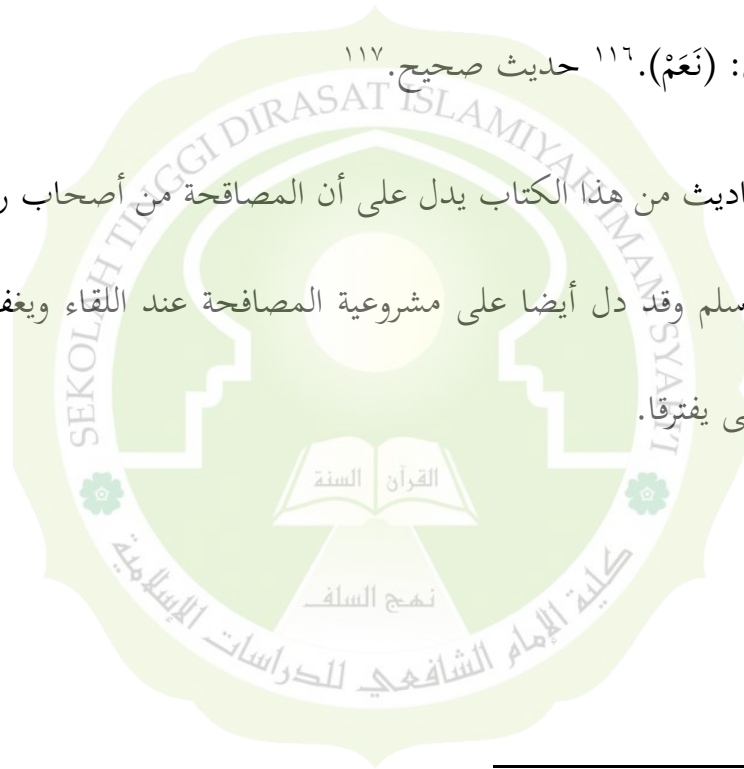 : (نَعَمْ).١١٦ حديث صحيح.١١٧
اديث من هذا الكتاب يدل على أن المصاقحة من أصحاب ر
سلم وقد دل أيضا على مشروعية المصافحة عند اللقاء ويغف
ى يفترقا.
SEKOLAH TINGGI DIRASAT ISLAMIYAH IMAM SYAFI'I
القرآن السنة
نهج السلف
كلية الإمام الشافعي للدراسات الإسلامية